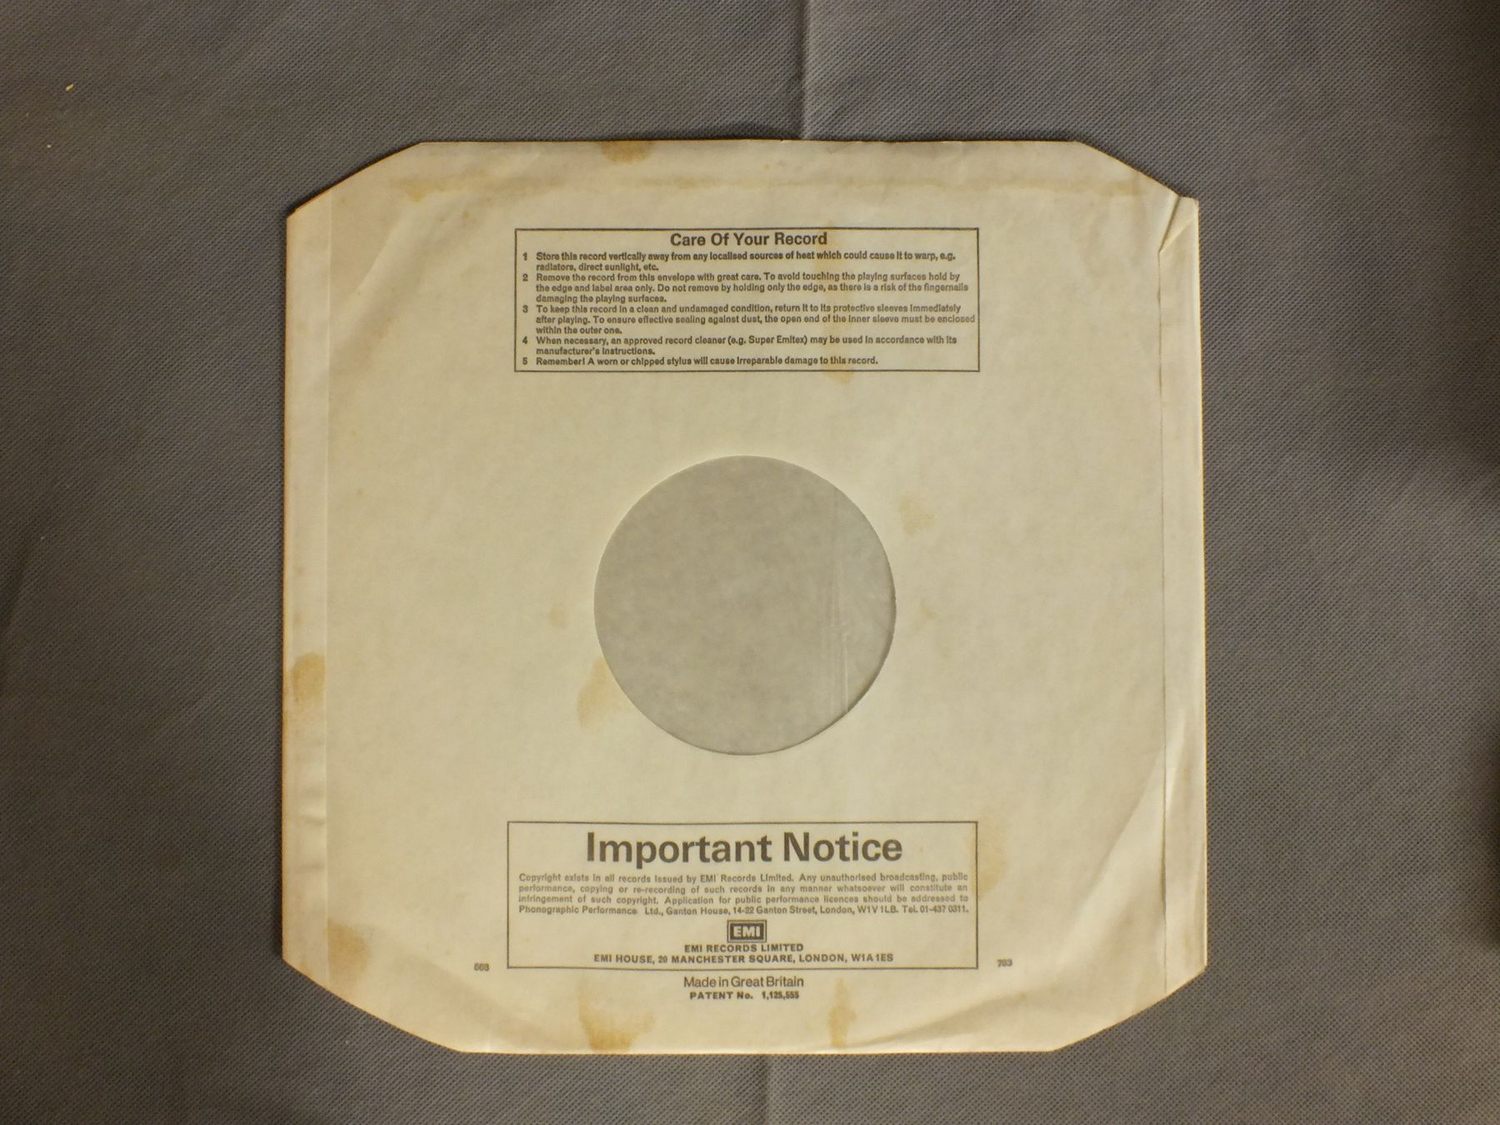 Care Of Your Record
1 Store this record vertically away from any localised sources of heat which could cause it to warp, e.g.
radiators, direct sunlight, etc.
2 Remove the record from this envelope with great care. To avoid touching the playing surfaces hold by
the edge and label area only. Do not remove by holding only the edge, as there is a risk of the fingernails
damaging the playing surfaces.
3 To keep this record in a clean and undamaged condition, return it to its protective sleeves immediately
after playing. To ensure effective sealing against dust, the open end of the inner sleeve must be enclosed
within the outer one.
4 When necessary, an approved record cleaner (e.g. Super Emitex) may be used in accordance with its
manufacturer's instructions.
5 Remember! A worn or chipped stylus will cause irreparable damage to this record.
Important Notice
Copyright exists in all records issued by EMI Records Limited. Any unauthorised broadcasting, public
performance, copying or re-recording of such records in any manner whatsoever will constitute an
infringement of such copyright. Application for public performance licences should be addressed to
Phonographic Performance Ltd., Ganton House, 14-22 Ganton Street, London, W1V 1LB. Tel. 01-437 0311.
EMI
EMI RECORDS LIMITED
EMI HOUSE, 20 MANCHESTER SQUARE, LONDON, W1A 1ES
703
Made in Great Britain
PATENT No. 1,125,555